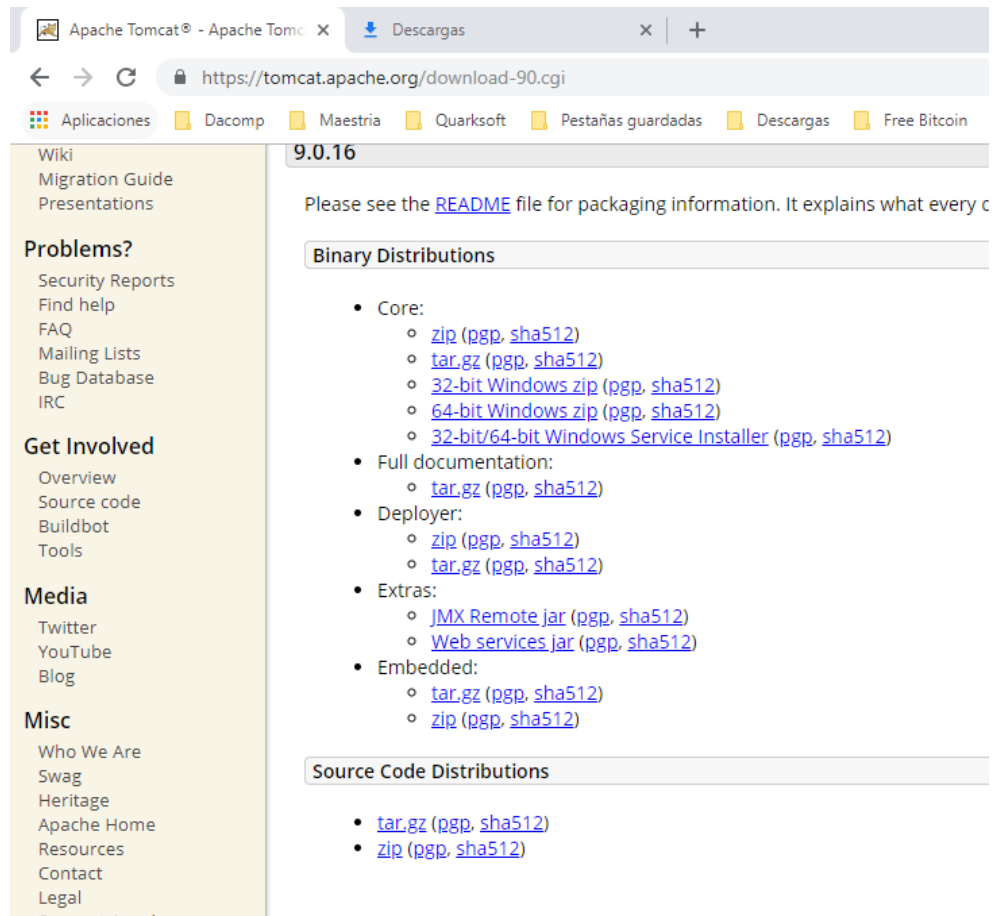 Apache Tomcat® - Apache Tomc
Descargas
https://tomcat.apache.org/download-90.cgi
Aplicaciones Dacomp Maestria Quarksoft Pestañas guardadas Descargas Free Bitcoin
Wiki
Migration Guide
Presentations
Problems?
Security Reports
Find help
FAQ
Mailing Lists
Bug Database
IRC
Get Involved
Overview
Source code
Buildbot
Tools
Media
Twitter
YouTube
Blog
Misc
Who We Are
Swag
Heritage
Apache Home
Resources
Contact
Legal
9.0.16
Please see the README file for packaging information. It explains what every
Binary Distributions
Core:
zip (pgp, sha512)
tar.gz (pgp, sha512)
32-bit Windows zip (pgp, sha512)
64-bit Windows zip (pgp, sha512)
32-bit/64-bit Windows Service Installer (pgp, sha512)
Full documentation:
tar.gz (pgp, sha512)
Deployer:
zip (pgp, sha512)
tar.gz (pgp, sha512)
Extras:
JMX Remote jar (pgp, sha512)
Web services jar (pgp, sha512)
Embedded:
tar.gz (pgp, sha512)
zip (pgp, sha512)
Source Code Distributions
tar.gz (pgp, sha512)
zip (pgp, sha512)